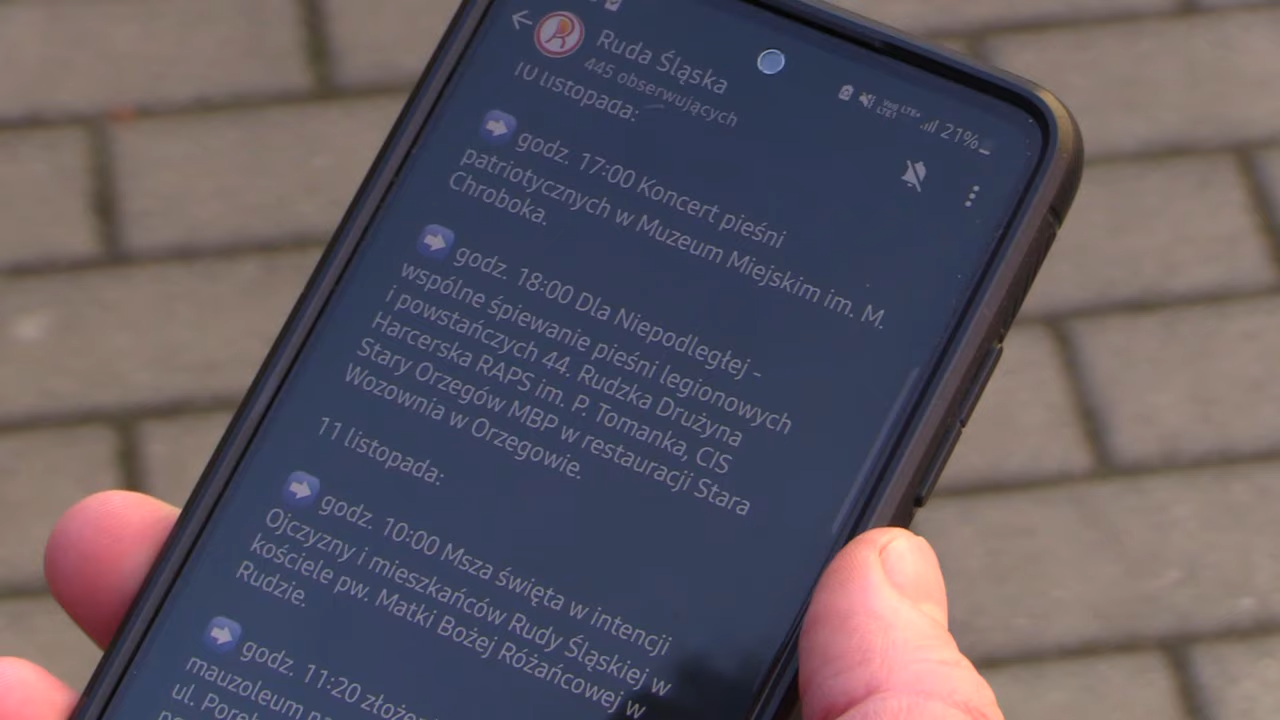 Ruda Śląska
445 obserwujących
VoD LTE+
LTE1
21%
10 listopada:
godz. 17:00 Koncert pieśni
patriotycznych w Muzeum Miejskim im. M.
Chroboka.
godz. 18:00 Dla Niepodległej –
wspólne śpiewanie pieśni legionowych
i powstańczych 44. Rudzka Drużyna
Harcerska RAPS im. P. Tomanka, CIS
Stary Orzegów MBP w restauracji Stara
Wozownia w Orzegowie.
11 listopada:
godz. 10:00 Msza święta w intencji
Ojczyzny i mieszkańców Rudy Śląskiej w
kościele pw. Matki Bożej Różańcowej w
Rudzie.
godz. 11:20
mauzoleum
ul.